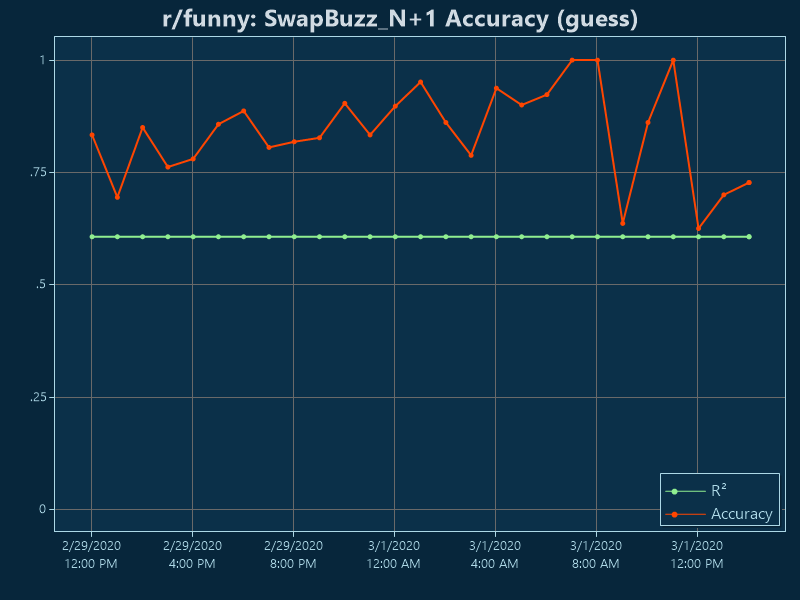 r/funny: SwapBuzz_N+1 Accuracy (guess)
1
.75
.5
.25
0
R²
Accuracy
2/29/2020 2/29/2020 2/29/2020 3/1/2020 3/1/2020 3/1/2020 3/1/2020
12:00 PM 4:00 PM 8:00 PM 12:00 AM 4:00 AM 8:00 AM 12:00 PM